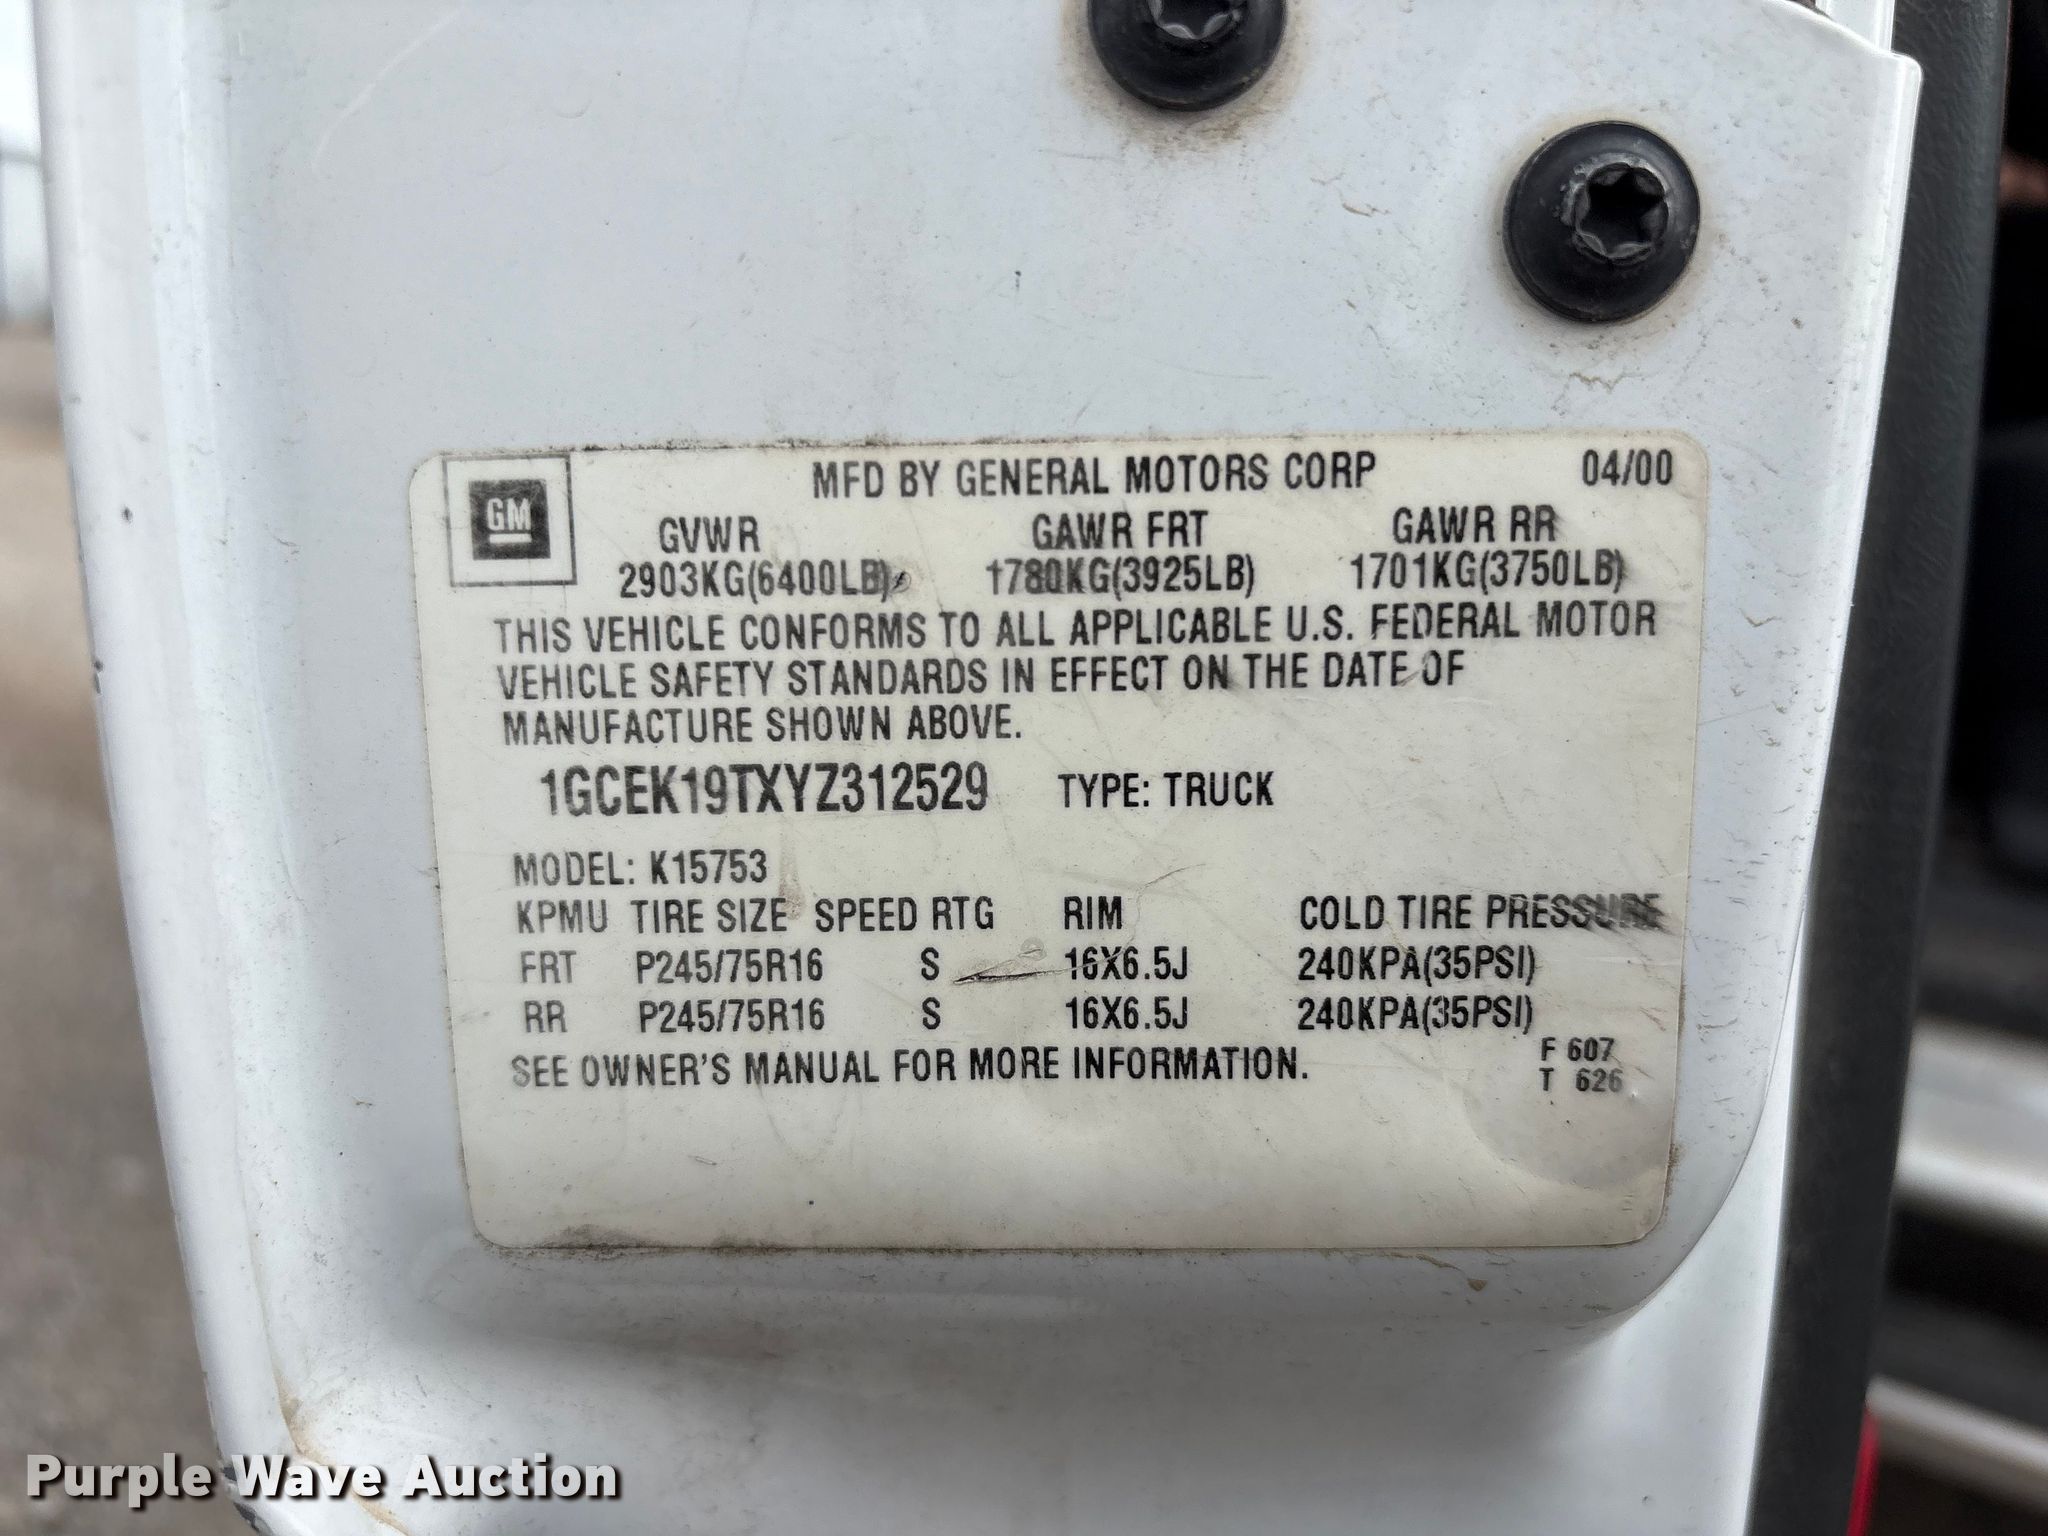 MFD BY GENERAL MOTORS CORP 04/00
GM
GVWR GAWR FRT GAWR RR
2903KG(6400LB) 1780KG(3925LB) 1701KG(3750LB)
THIS VEHICLE CONFORMS TO ALL APPLICABLE U.S. FEDERAL MOTOR
VEHICLE SAFETY STANDARDS IN EFFECT ON THE DATE OF
MANUFACTURE SHOWN ABOVE.
1GCEK19TXYZ312529 TYPE: TRUCK
MODEL: K15753
KPMU TIRE SIZE SPEED RTG RIM COLD TIRE PRESSURE
FRT P245/75R16 S 16X6.5J 240KPA(35PSI)
RR P245/75R16 S 16X6.5J 240KPA(35PSI)
SEE OWNER'S MANUAL FOR MORE INFORMATION.
F 607
T 626
Purple Wave Auction